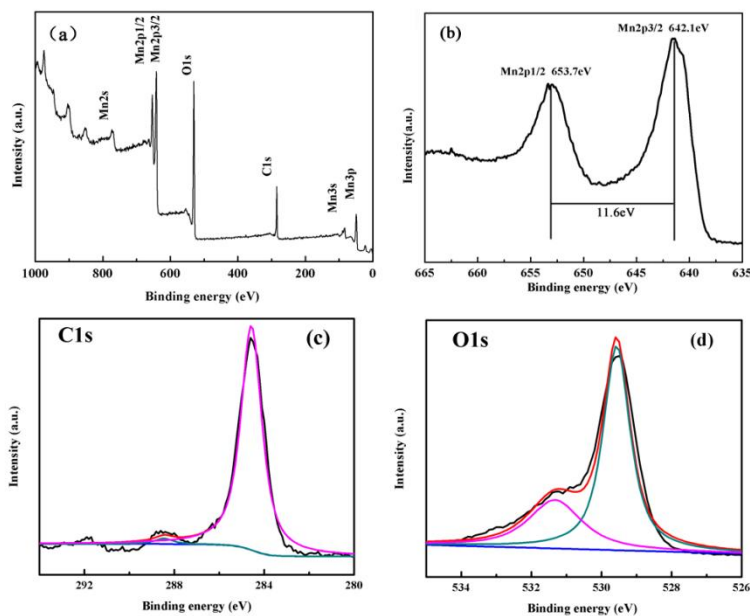 (a)
Mn2p1/2
Mn2p3/2
O1s
Mn2s
C1s
Mn3s
Mn3p
Intensity (a.u.)
1000 800 600 400 200 0
Binding energy (eV)
(b)
Mn2p3/2 642.1eV
Mn2p1/2 653.7eV
11.6eV
Intensity(a.u.)
665 660 655 650 645 640 635
Binding energy (eV)
C1s (c)
Intensity (a.u.)
292 288 284 280
Binding energy (eV)
O1s (d)
Intensity (a.u.)
534 532 530 528 526
Binding energy (eV)